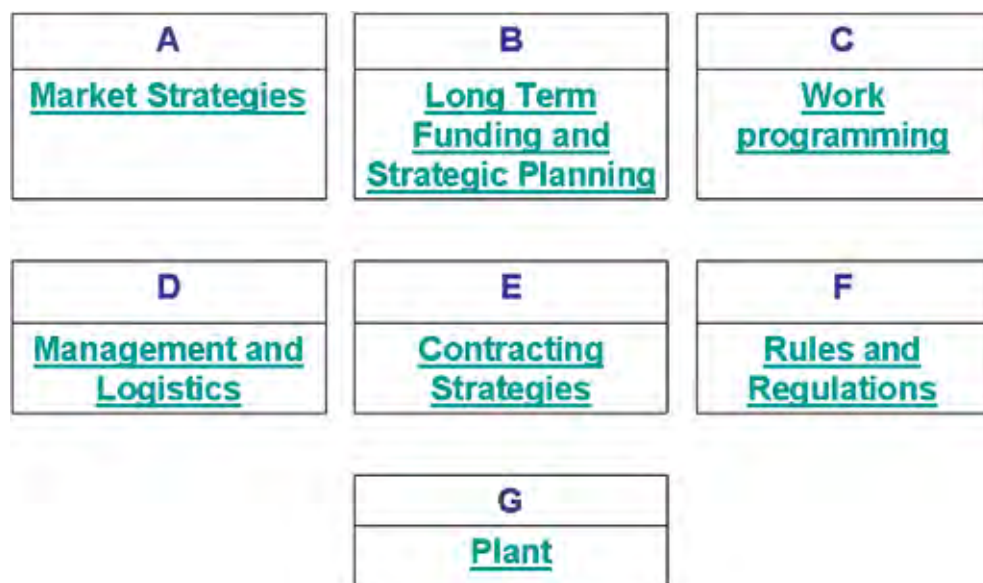 A
Market Strategies
B
Long Term
Funding and
Strategic Planning
C
Work
programming
D
Management and
Logistics
E
Contracting
Strategies
F
Rules and
Regulations
G
Plant